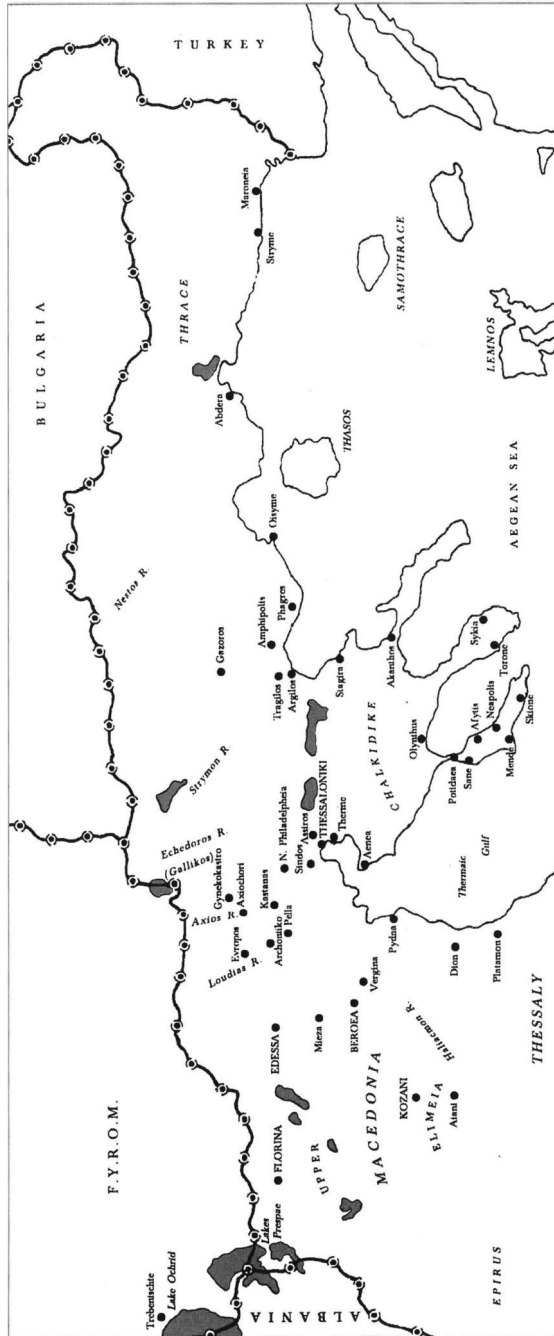 TURKEY
BULGARIA
THRACE
Maroneia
Stryme
SAMOTHRACE
LEMNOS
Abdera
THASOS
AEGEAN SEA
Oisyme
Nestos R.
Gazoros
Amphipolis
Phagres
Tragilos
Argilos
Stagira
Akanthos
Sykia
Torone
Strymon R
CHALKIDIKE
Olynthus
Afytis
Neapolis
Skione
Mende
Potidaea
Sane
Echedoros R.
(Gallikos)
N. Philadelpheia
Assiros
THESSALONIKI
Therme
Sindos
Aenea
Thermaic
Gulf
Gynekokastro
Axiochori
Kastanas
Axios R.
Pella
Archontiko
Evropos
Loudias R.
Pydna
Dion
Platamon
Vergina
BEROEA
Mieza
EDESSA
Haliacmon R.
THESSALY
F.Y.R.O.M.
FLORINA
UPPER
MACEDONIA
KOZANI
ELIMEIA
Aiani
Lakes
Prespae
Trebenischte
Lake Ochrid
ALBANIA
EPIRUS